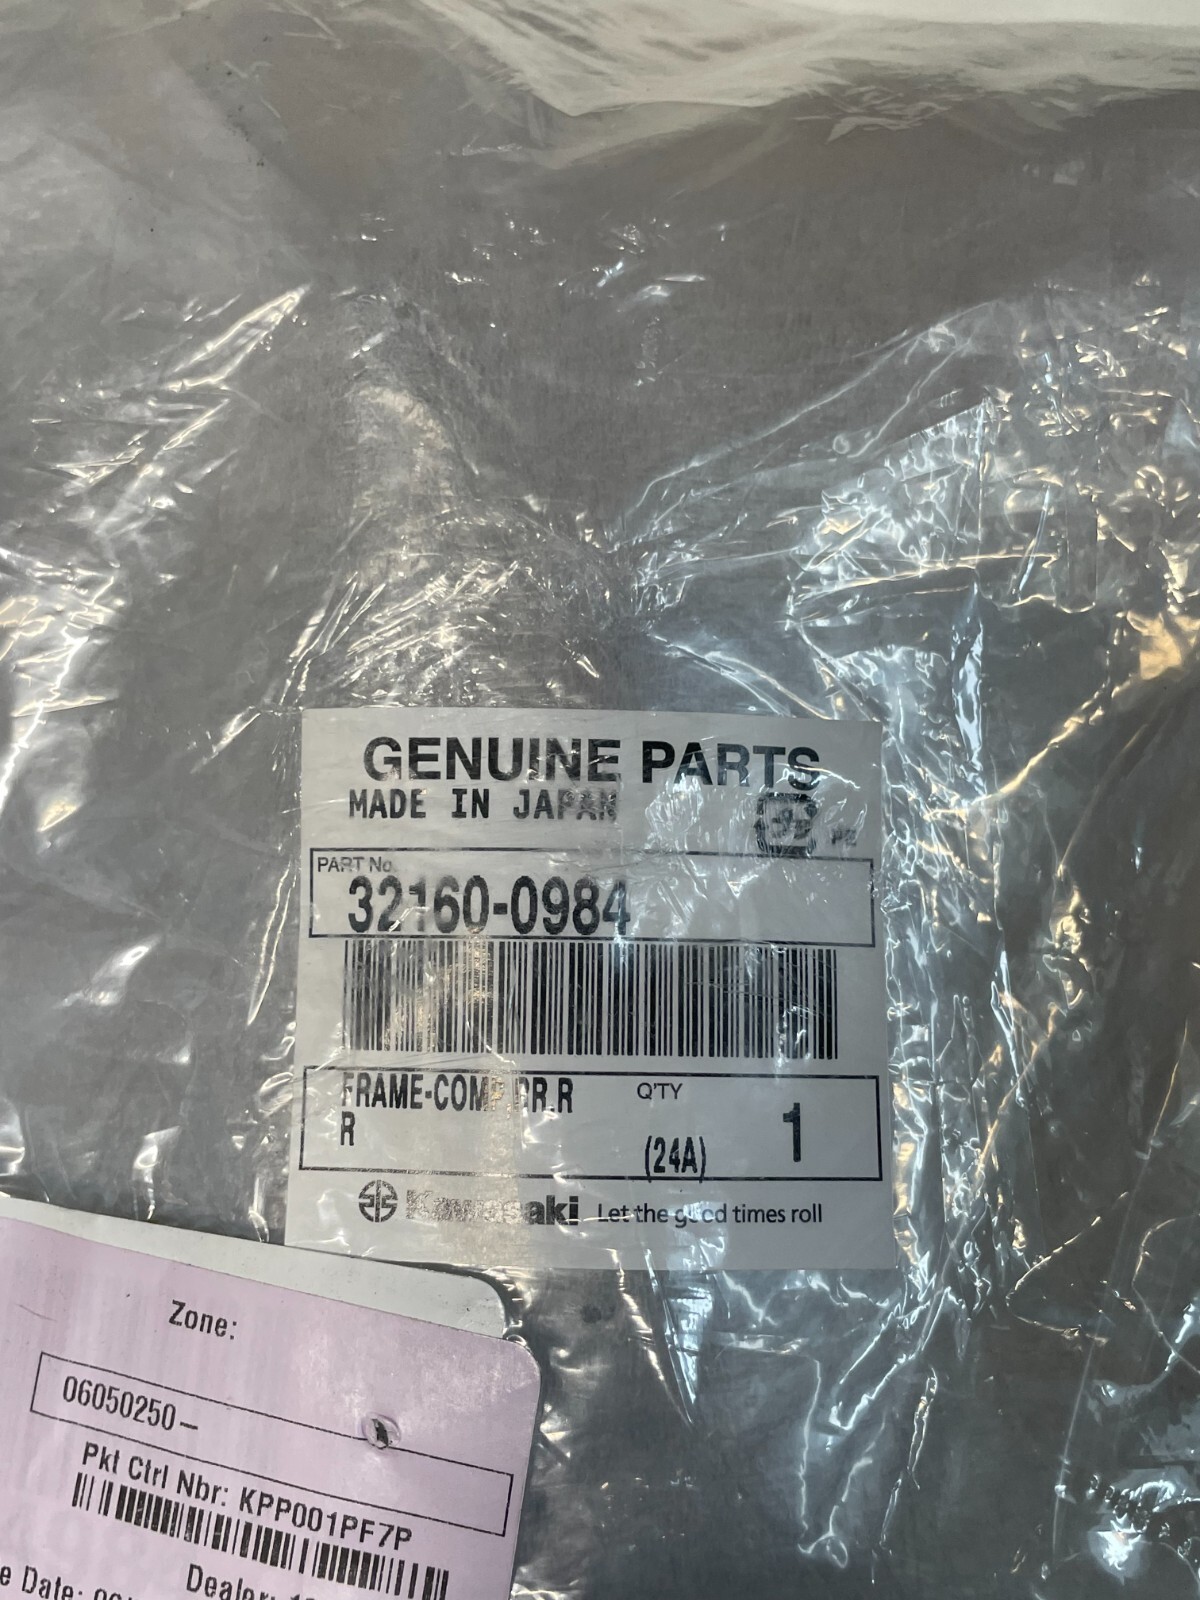 GENUINE PARTS
MADE IN JAPAN
PART No.
32160-0984
FRAME-COMP,RR,R
R
Q'TY
(24A)
1
Kawasaki Let the good times roll
Zone:
06050250-
Pkt Ctrl Nbr: KPP001PF7P
e Date:
Dealer: